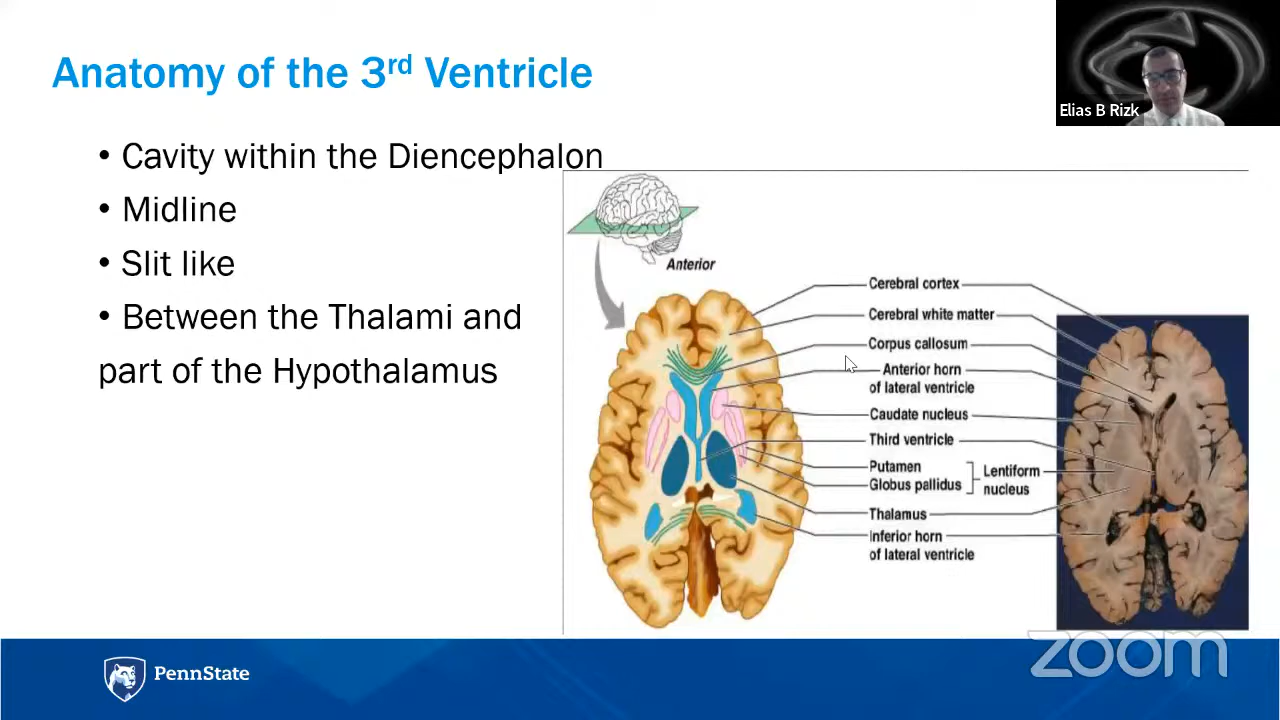 Anatomy of the 3rd Ventricle
Elias B Rizk
• Cavity within the Diencephalon
• Midline
• Slit like
• Between the Thalami and
part of the Hypothalamus
Anterior
Cerebral cortex
Cerebral white matter
Corpus callosum
Anterior horn
of lateral ventricle
Caudate nucleus
Third ventricle
Putamen
Globus pallidus
Lentiform
nucleus
Thalamus
Inferior horn
of lateral ventricle
PennState
zoom